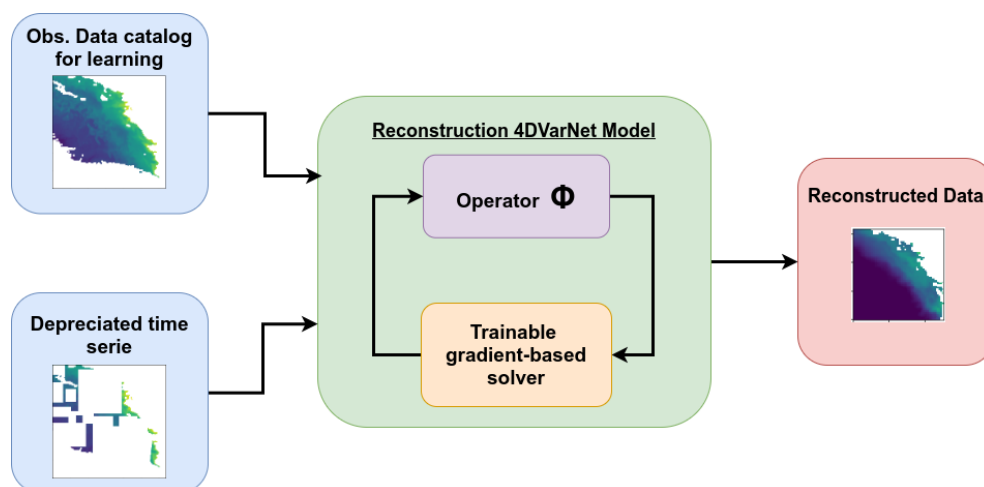 Obs. Data catalog
for learning
Depreciated time
serie
Reconstruction 4DVarNet Model
Operator Φ
Trainable
gradient-based
solver
Reconstructed Data